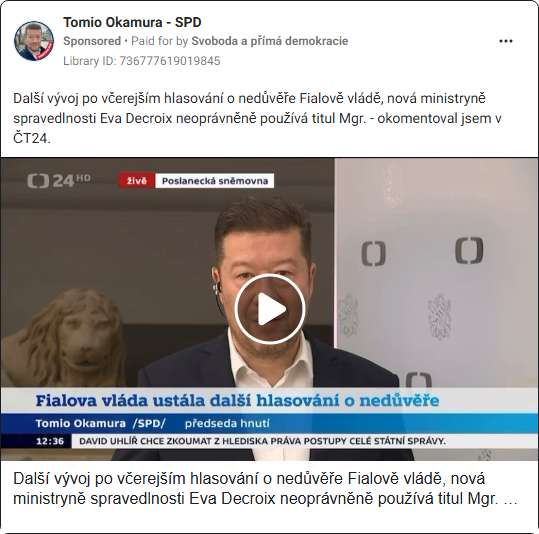 Tomio Okamura - SPD
Sponsored • Paid for by Svoboda a přímá demokracie
Library ID: 736777619019845
Další vývoj po včerejším hlasování o nedůvěře Fialově vládě, nová ministryně
spravedlnosti Eva Decroix neoprávněně používá titul Mgr. - okomentoval jsem v
ČT24.
24 HD
živě Poslanecká sněmovna
Fialova vláda ustála další hlasování o nedůvěře
Tomio Okamura /SPD/ předseda hnutí
12:36 DAVID UHLÍŘ CHCE ZKOUMAT Z HLEDISKA PRÁVA POSTUPY CELÉ STÁTNÍ SPRÁVY.
Další vývoj po včerejším hlasování o nedůvěře Fialově vládě, nová
ministryně spravedlnosti Eva Decroix neoprávněně používá titul Mgr. ...